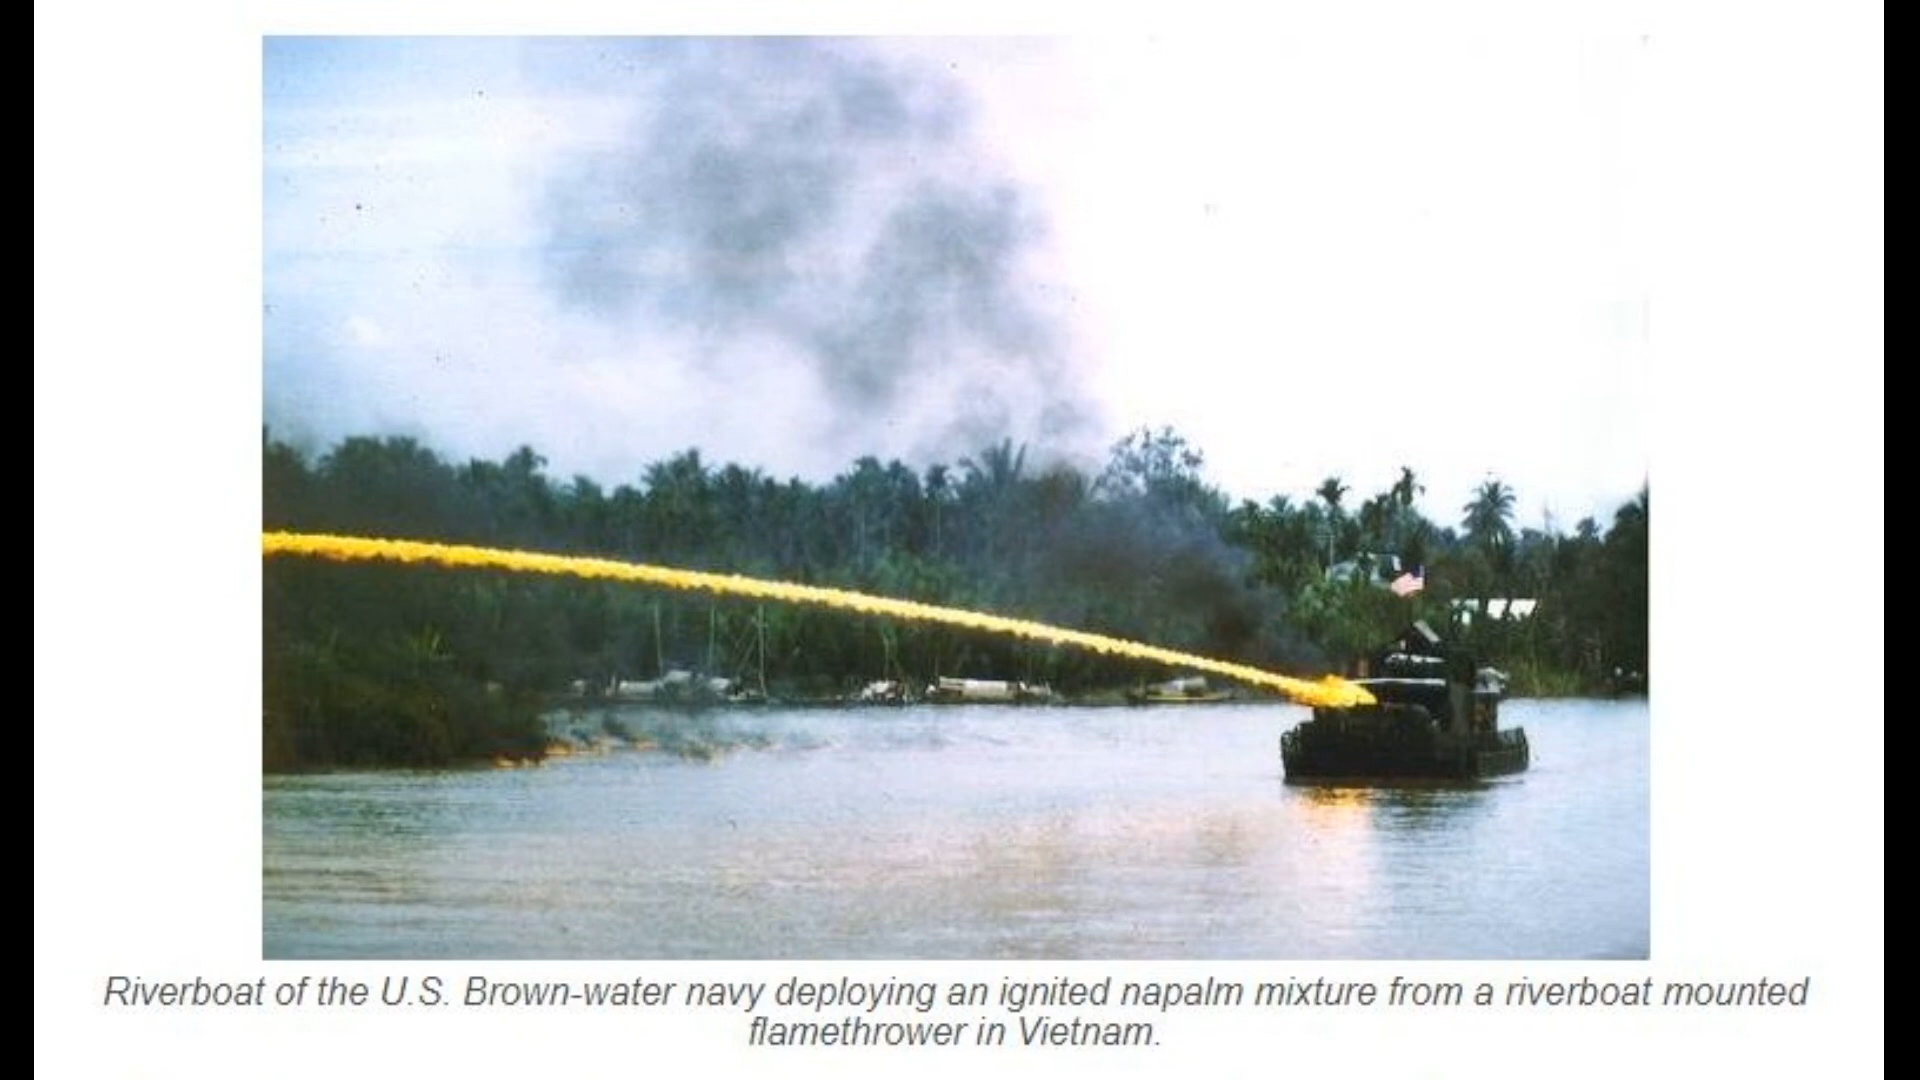 Riverboat of the U.S. Brown-water navy deploying an ignited napalm mixture from a riverboat mounted
flamethrower in Vietnam.